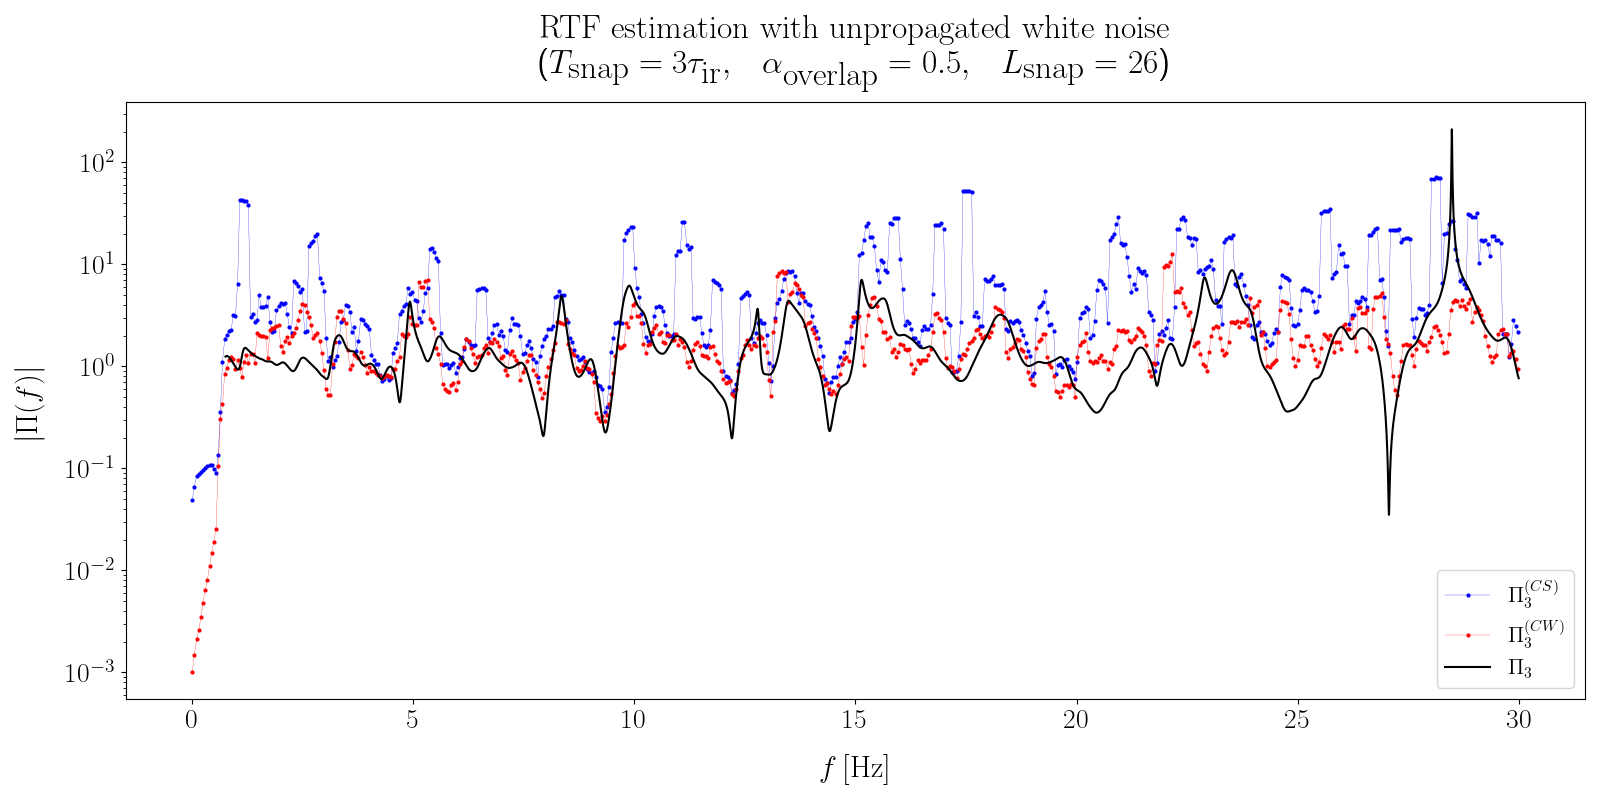 RTF estimation with unpropagated white noise
(T_snap = 3τ_ir, α_overlap = 0.5, L_snap = 26)
|Π(f)|
10^2
10^1
10^0
10^−1
10^−2
10^−3
0 5 10 15 20 25 30
f [Hz]
Π_3^(CS)
Π_3^(CW)
Π_3